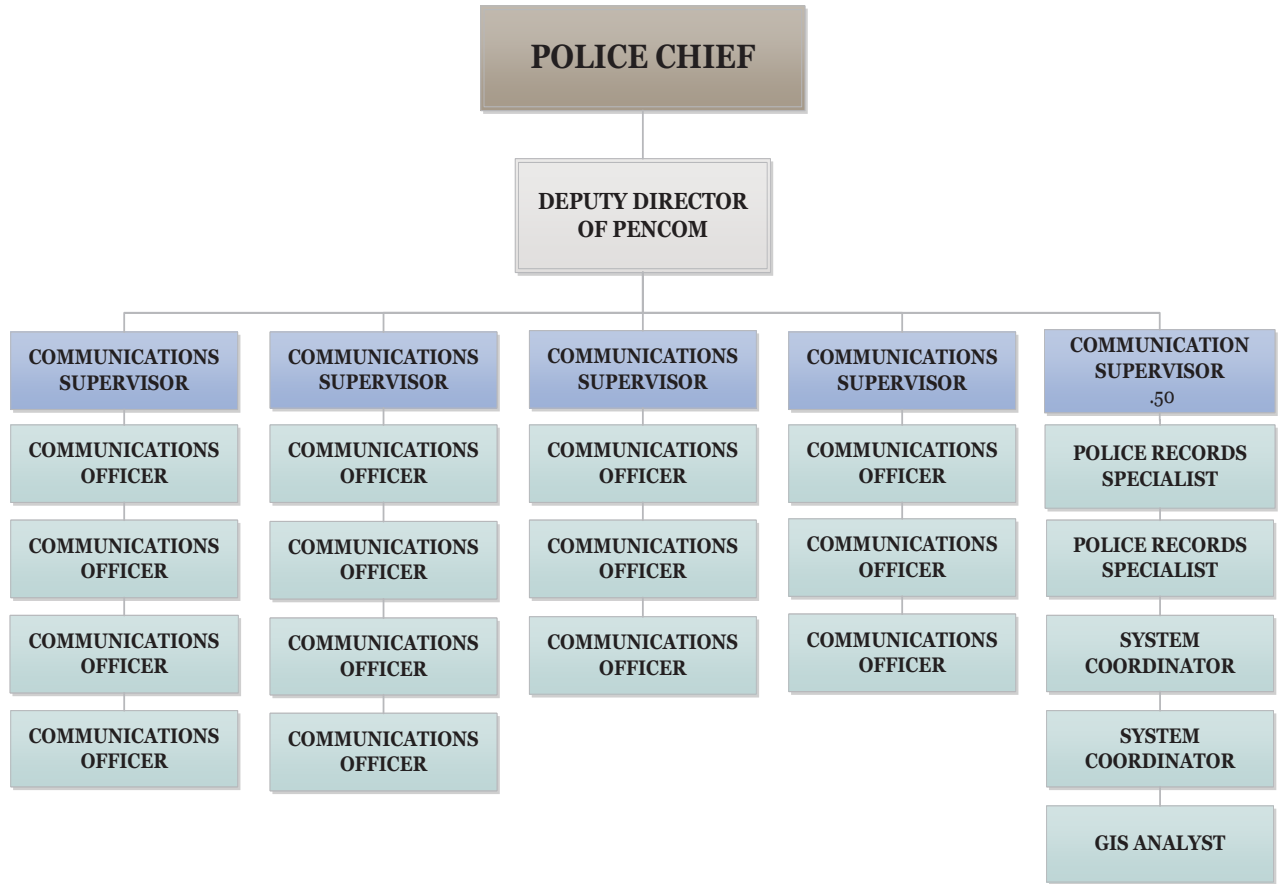 POLICE CHIEF
DEPUTY DIRECTOR
OF PENCOM
COMMUNICATIONS
SUPERVISOR
COMMUNICATIONS
OFFICER
COMMUNICATIONS
OFFICER
COMMUNICATIONS
OFFICER
COMMUNICATIONS
OFFICER
COMMUNICATIONS
SUPERVISOR
COMMUNICATIONS
OFFICER
COMMUNICATIONS
OFFICER
COMMUNICATIONS
OFFICER
COMMUNICATIONS
OFFICER
COMMUNICATIONS
SUPERVISOR
COMMUNICATIONS
OFFICER
COMMUNICATIONS
OFFICER
COMMUNICATIONS
OFFICER
COMMUNICATIONS
SUPERVISOR
COMMUNICATIONS
OFFICER
COMMUNICATIONS
OFFICER
COMMUNICATIONS
OFFICER
COMMUNICATION
SUPERVISOR
.50
POLICE RECORDS
SPECIALIST
POLICE RECORDS
SPECIALIST
SYSTEM
COORDINATOR
SYSTEM
COORDINATOR
GIS ANALYST